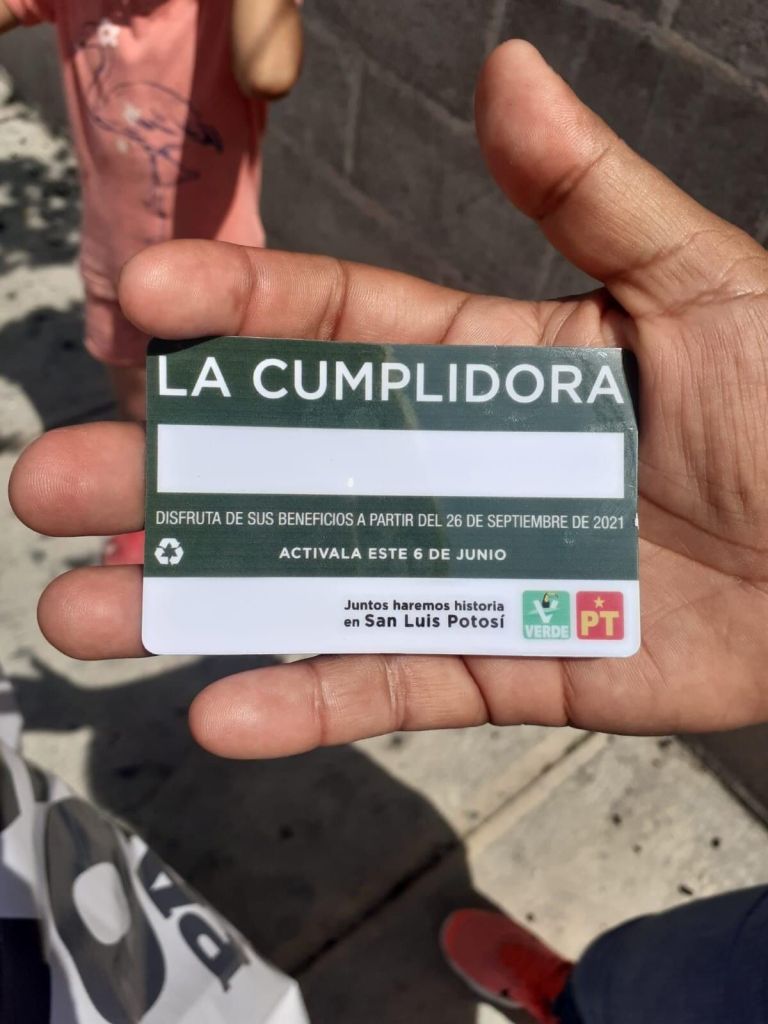 LA CUMPLIDORA
DISFRUTA DE SUS BENEFICIOS A PARTIR DEL 26 DE SEPTIEMBRE DE 2021
ACTIVALA ESTE 6 DE JUNIO
Juntos haremos historia
en San Luis Potosí
VERDE
PT